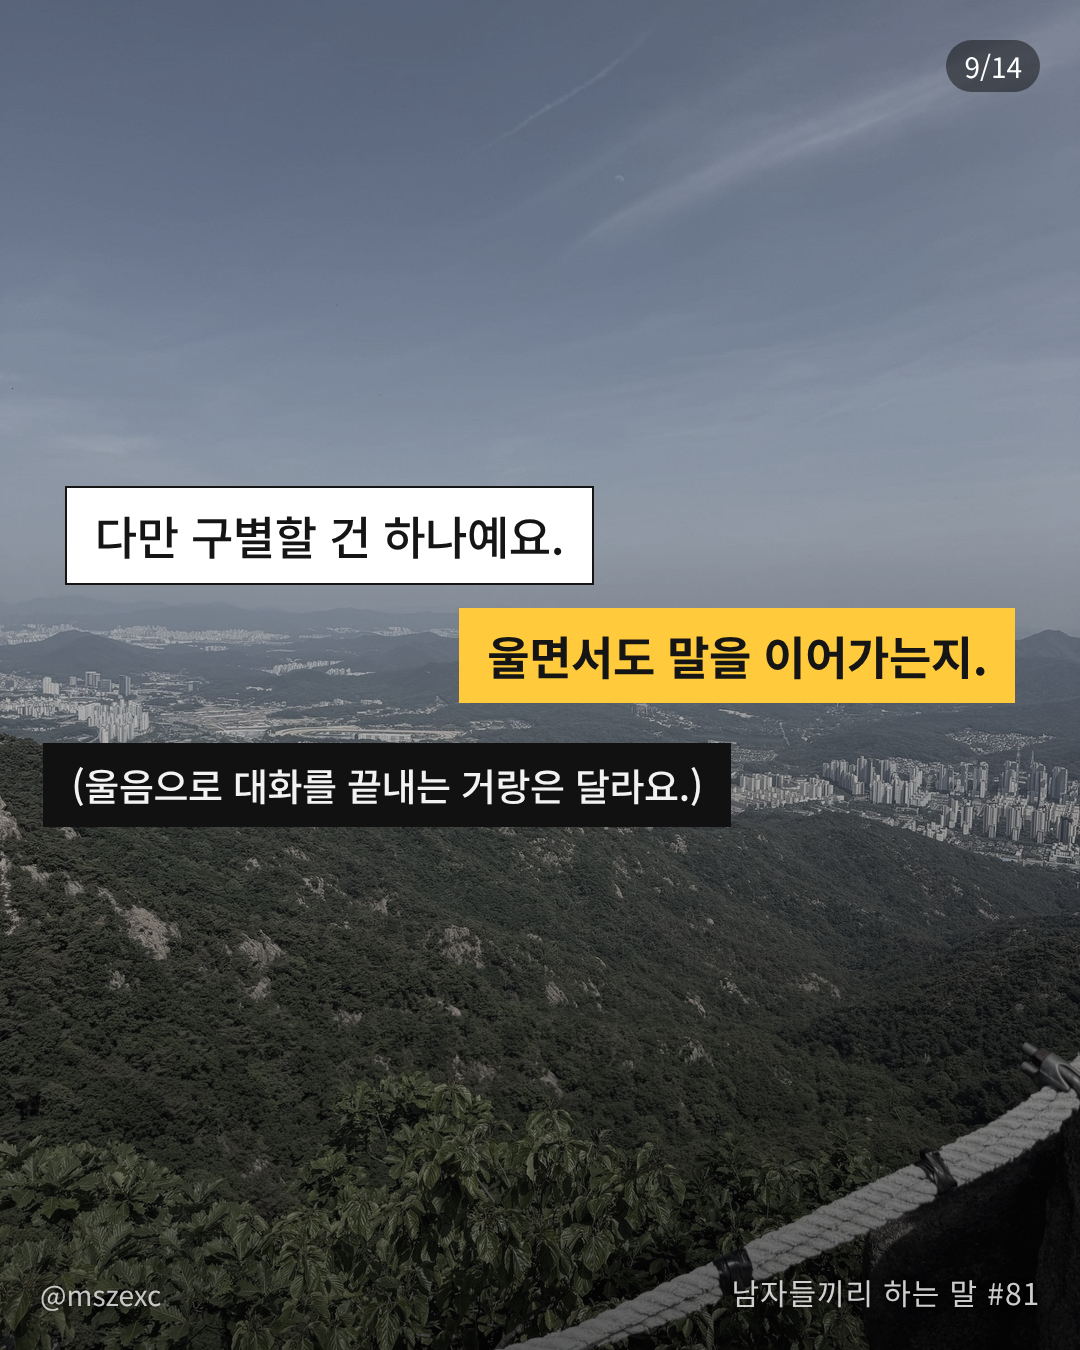 9/14
다만 구별할 건 하나예요.
울면서도 말을 이어가는지.
(울음으로 대화를 끝내는 거랑은 달라요.)
@mszexc
남자들끼리 하는 말 #81